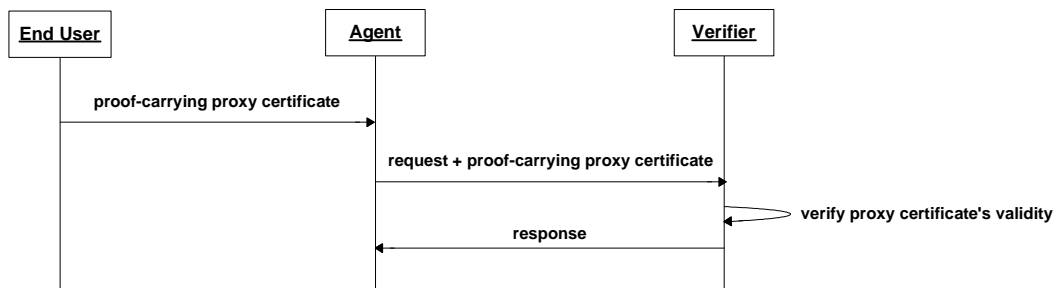 End User
Agent
Verifier
proof-carrying proxy certificate
request + proof-carrying proxy certificate
verify proxy certificate's validity
response